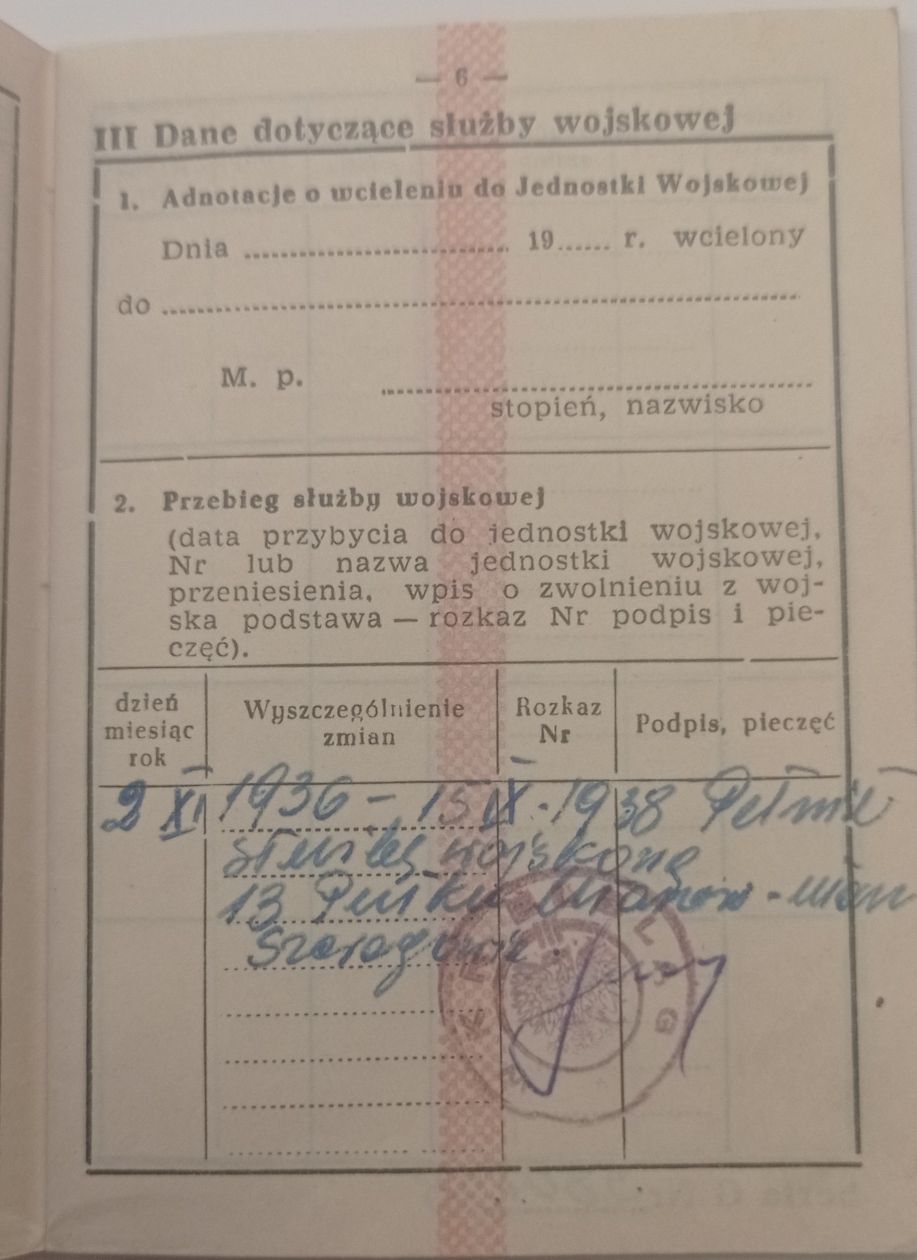 — 6 —
III Dane dotyczące służby wojskowej
1. Adnotacje o wcieleniu do Jednostki Wojskowej
Dnia .............................. 19...... r. wcielony
do ................................................................
M. p. ..........................................
stopień, nazwisko
2. Przebieg służby wojskowej
(data przybycia do jednostki wojskowej,
Nr lub nazwa jednostki wojskowej,
przeniesienia, wpis o zwolnieniu z woj-
ska podstawa — rozkaz Nr podpis i pie-
częć).
dzień miesiąc rok
Wyszczególnienie zmian
Rozkaz Nr
Podpis, pieczęć
2 XI 1936 – 15 IX. 1938 Pełnił
służbę wojskową
13 Pułku Ułanów -
Szeregowiec.